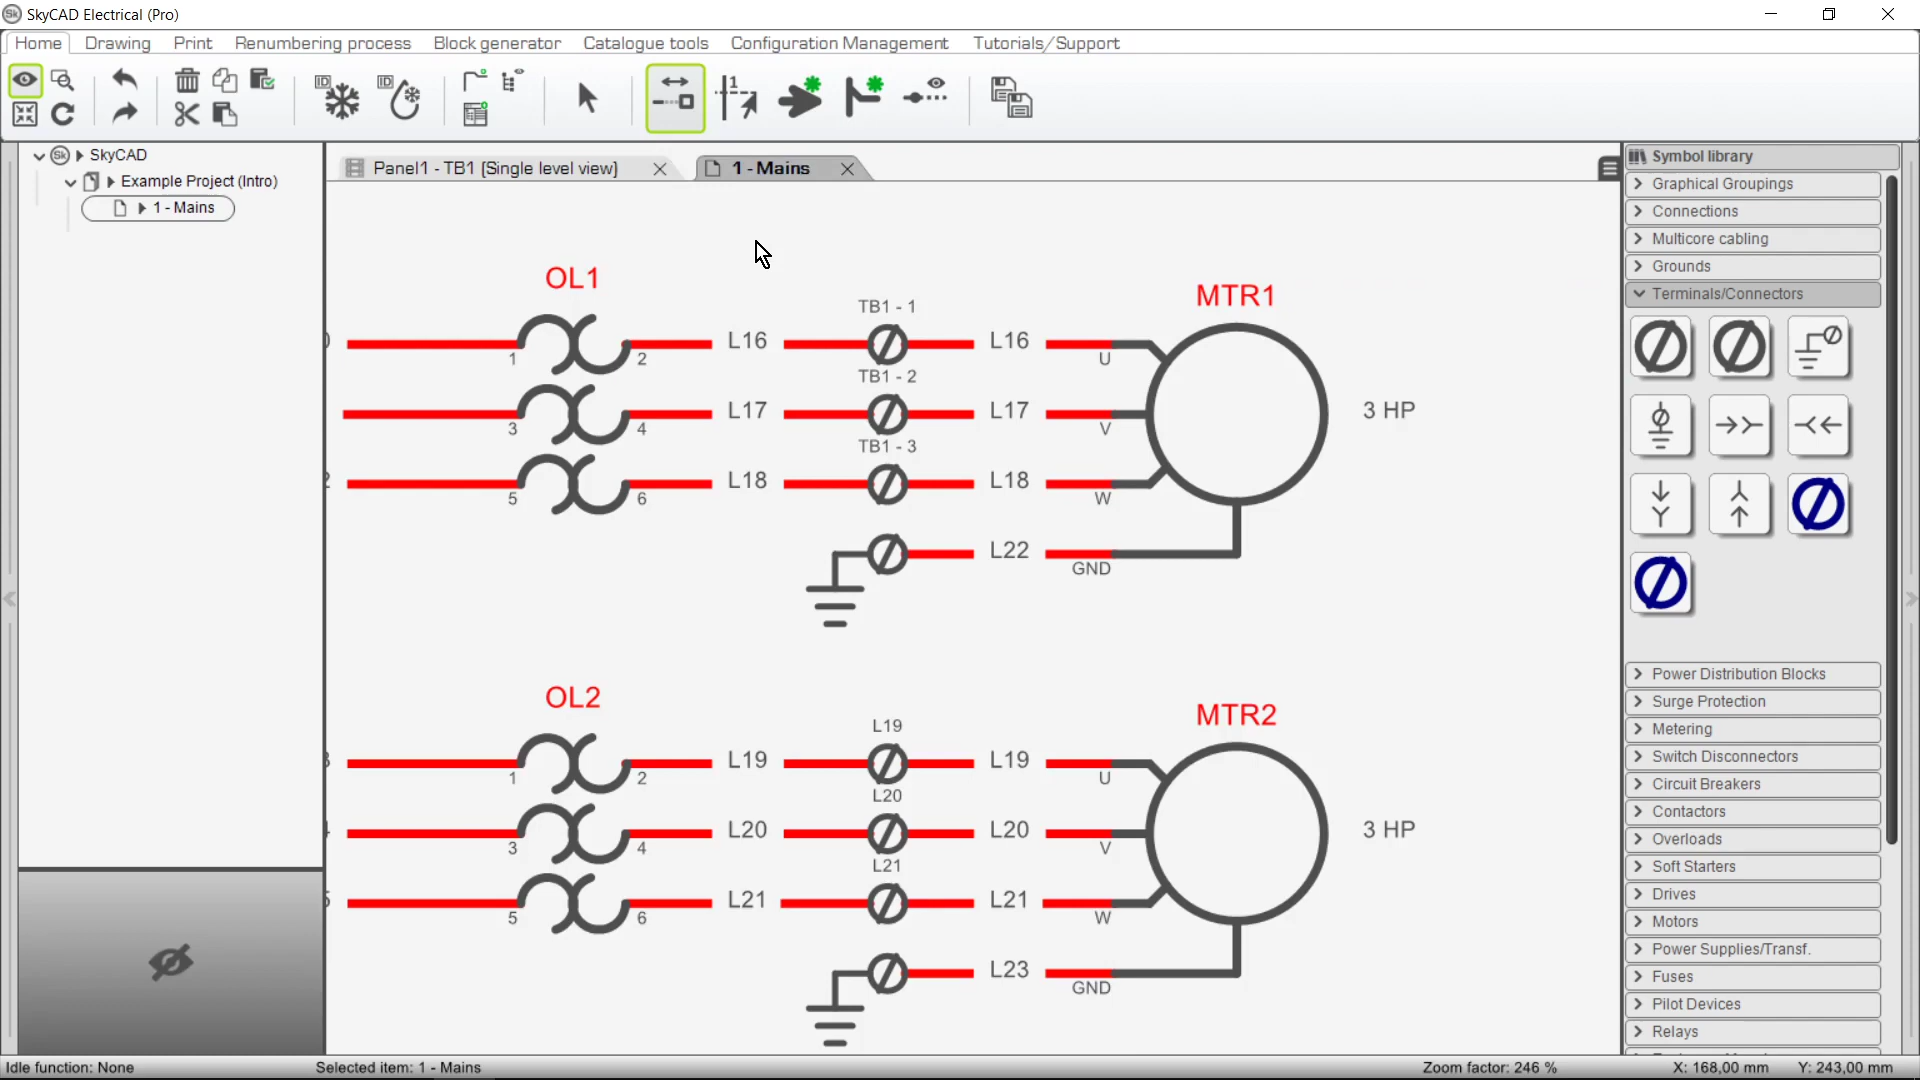 SkyCAD Electrical (Pro)
Home Drawing Print Renumbering process Block generator Catalogue tools Configuration Management Tutorials/Support
ID ID 1
SkyCAD
Example Project (Intro)
1 - Mains
Panel1 - TB1 [Single level view]
1 - Mains
OL1
MTR1
TB1 - 1
1 2 L16 L16 U
TB1 - 2
3 4 L17 L17 V
3 HP
TB1 - 3
5 6 L18 L18 W
L22
GND
OL2
MTR2
L19
1 2 L19 L19 U
L20
3 4 L20 L20 V
3 HP
L21
5 6 L21 L21 W
L23
GND
Symbol library
Graphical Groupings
Connections
Multicore cabling
Grounds
Terminals/Connectors
Power Distribution Blocks
Surge Protection
Metering
Switch Disconnectors
Circuit Breakers
Contactors
Overloads
Soft Starters
Drives
Motors
Power Supplies/Transf.
Fuses
Pilot Devices
Relays
Idle function: None
Selected item: 1 - Mains
Zoom factor: 246 %
X: 168,00 mm
Y: 243,00 mm